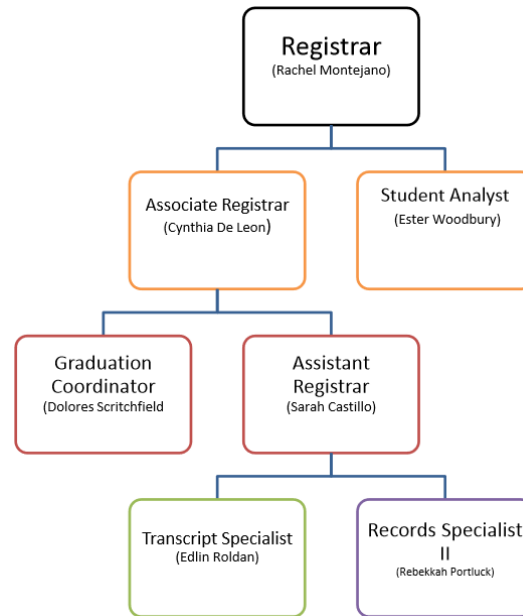 Registrar
(Rachel Montejano)
Associate Registrar
(Cynthia De Leon)
Student Analyst
(Ester Woodbury)
Graduation
Coordinator
(Dolores Scritchfield
Assistant
Registrar
(Sarah Castillo)
Transcript Specialist
(Edlin Roldan)
Records Specialist
II
(Rebekkah Portluck)